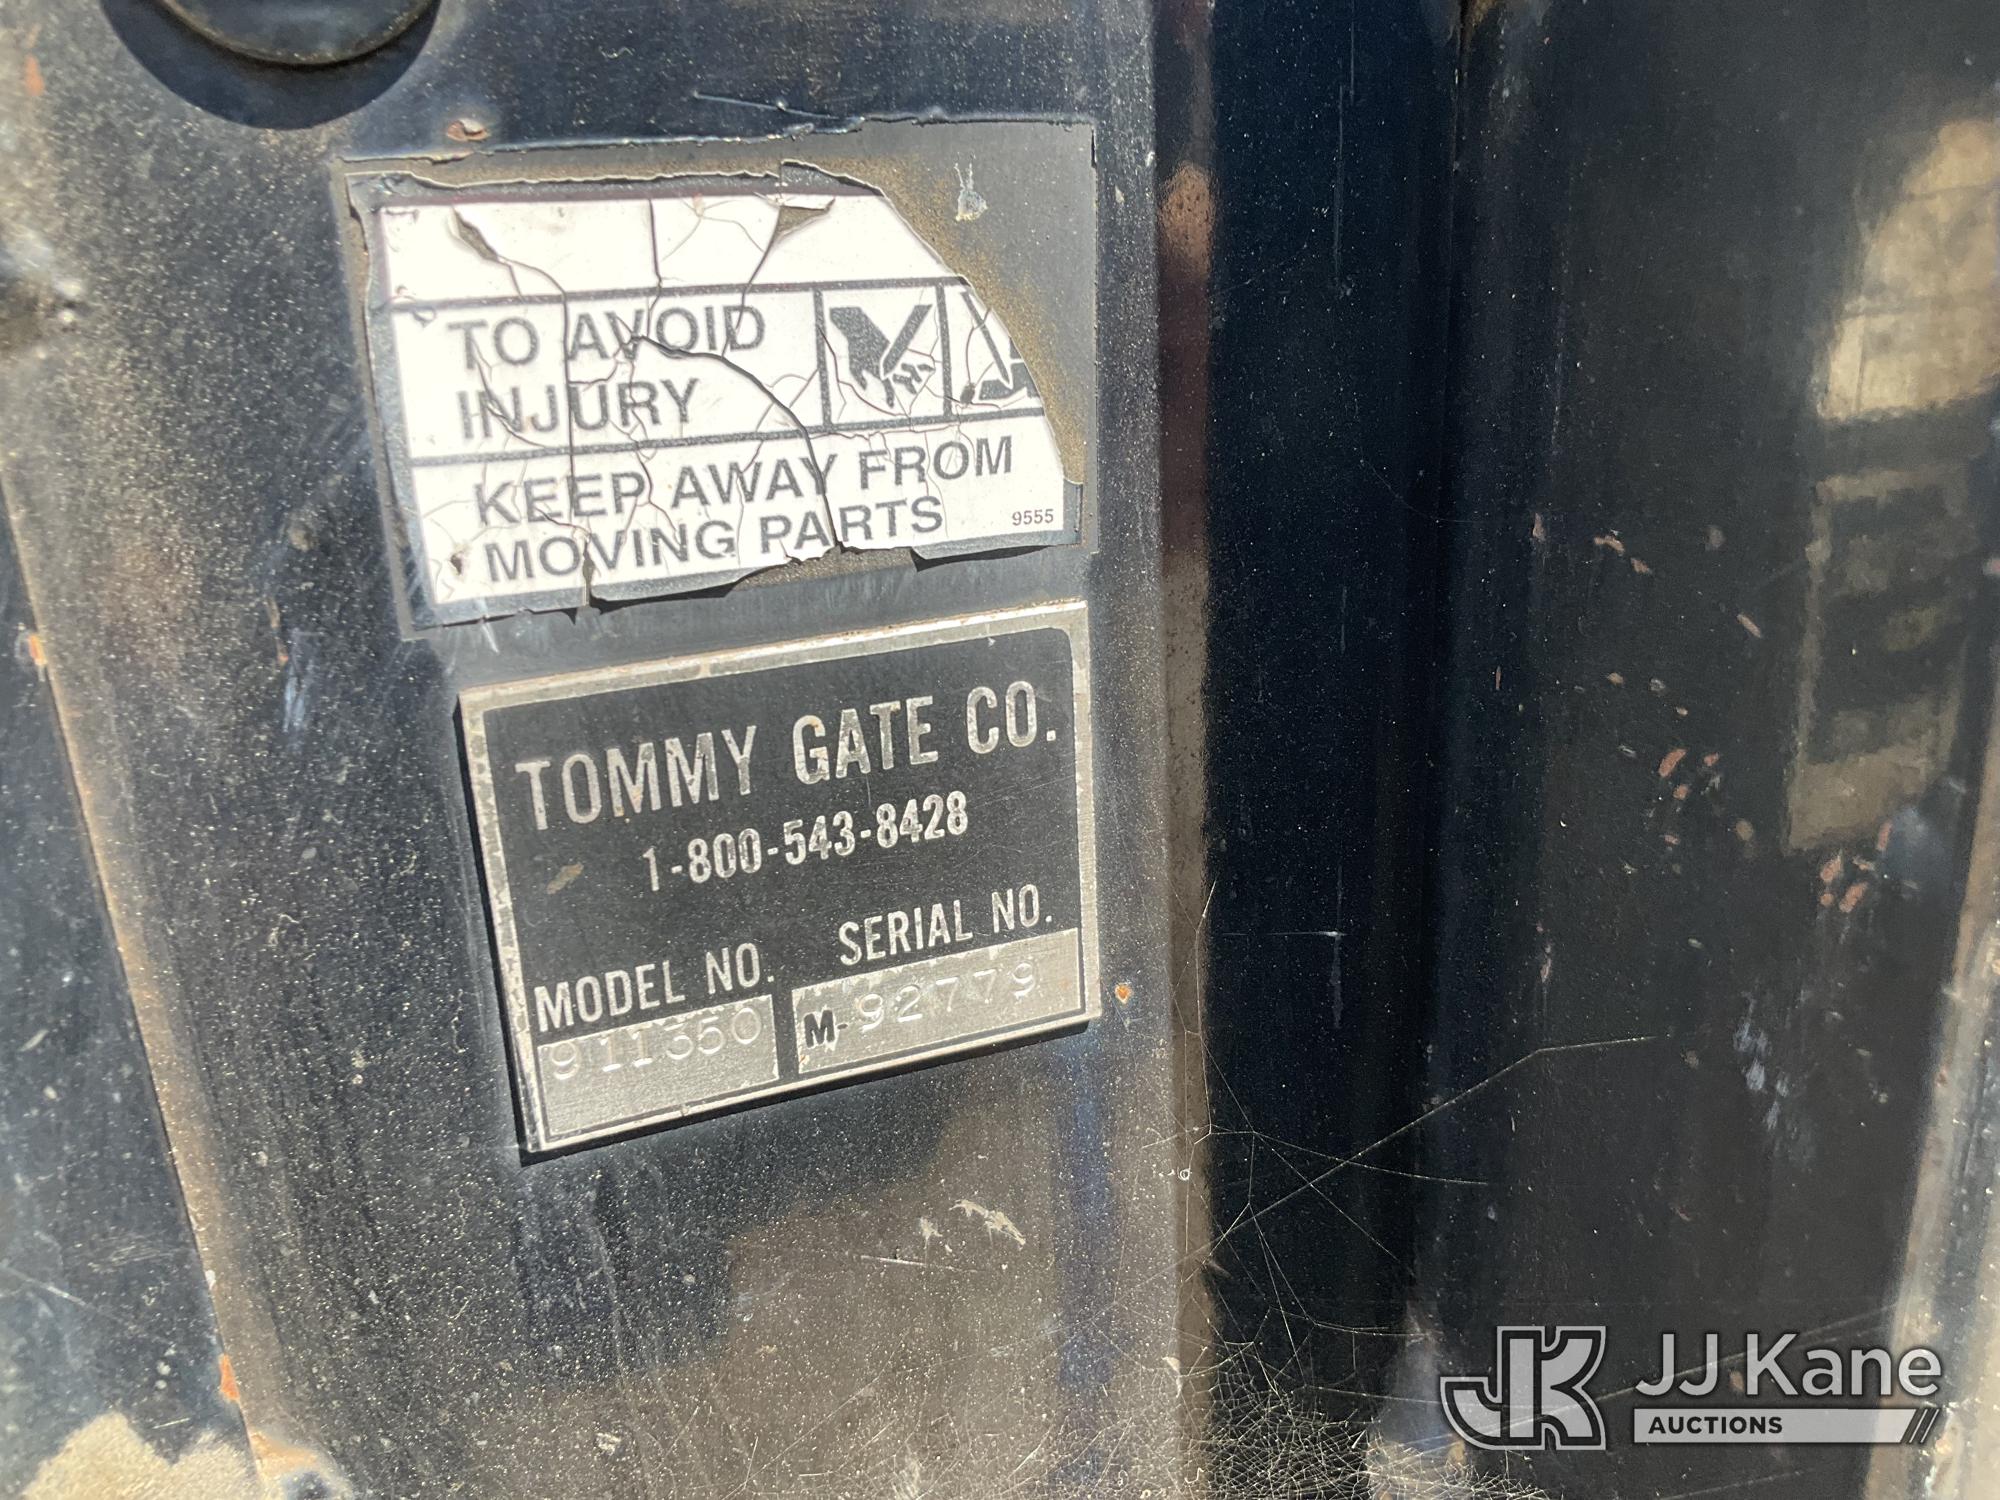 TO AVOID
INJURY
KEEP AWAY FROM
MOVING PARTS
9555
TOMMY GATE CO.
1-800-543-8428
MODEL NO. SERIAL NO.
911350 M-92779
JK JJ Kane
AUCTIONS